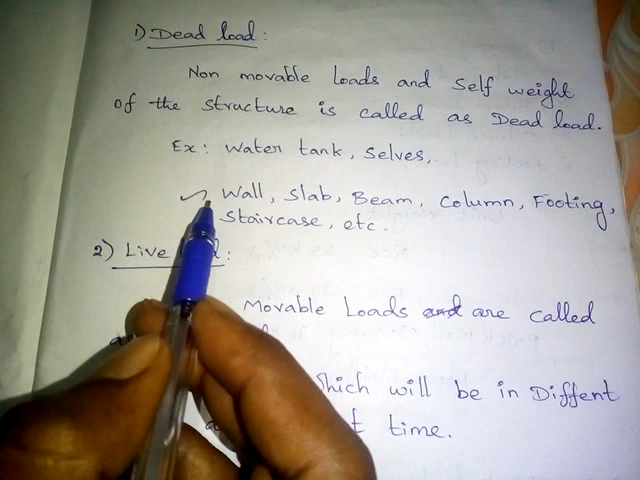 1) Dead load:
Non movable Loads and Self weight
of the structure is called as Dead load.
Ex: Water tank, Selves,
Wall, Slab, Beam, Column, Footing,
Staircase, etc.
2) Live
Movable Loads and are called
which will be in Diffent
time.